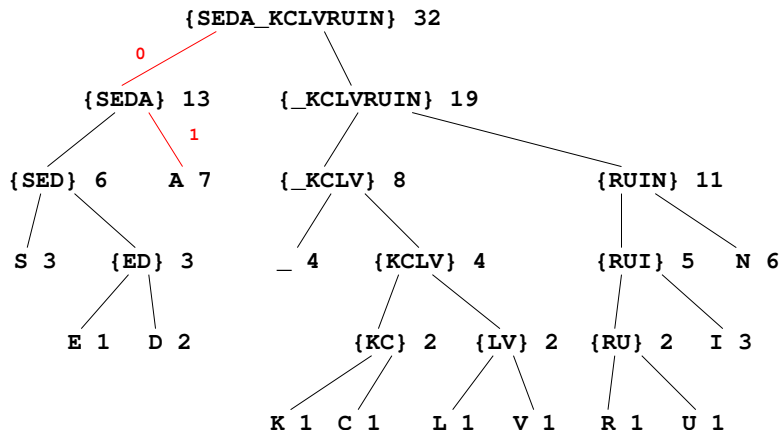 {SEDA_KCLVRUIN} 32
0
{SEDA} 13 {_KCLVRUIN} 19
1
{SED} 6 A 7 {_KCLV} 8 {RUIN} 11
S 3 {ED} 3 _ 4 {KCLV} 4 {RUI} 5 N 6
E 1 D 2 {KC} 2 {LV} 2 {RU} 2 I 3
K 1 C 1 L 1 V 1 R 1 U 1